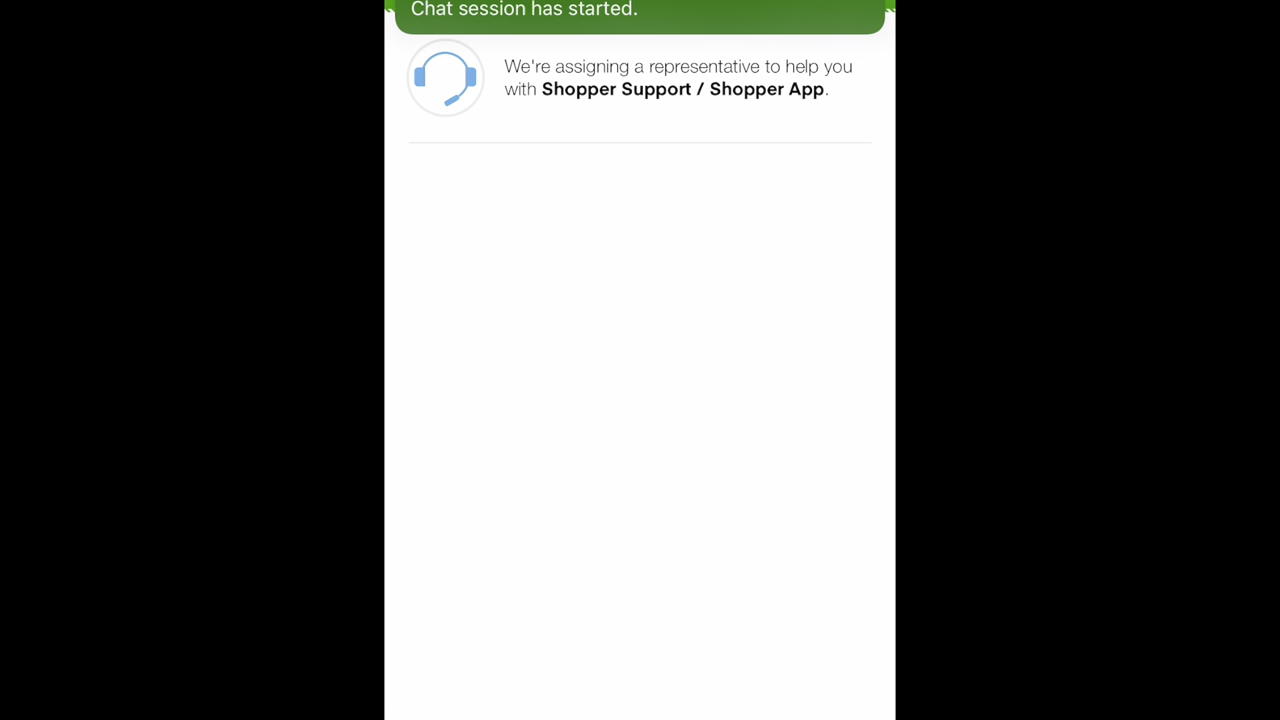 Chat session has started.
We're assigning a representative to help you
with Shopper Support / Shopper App.